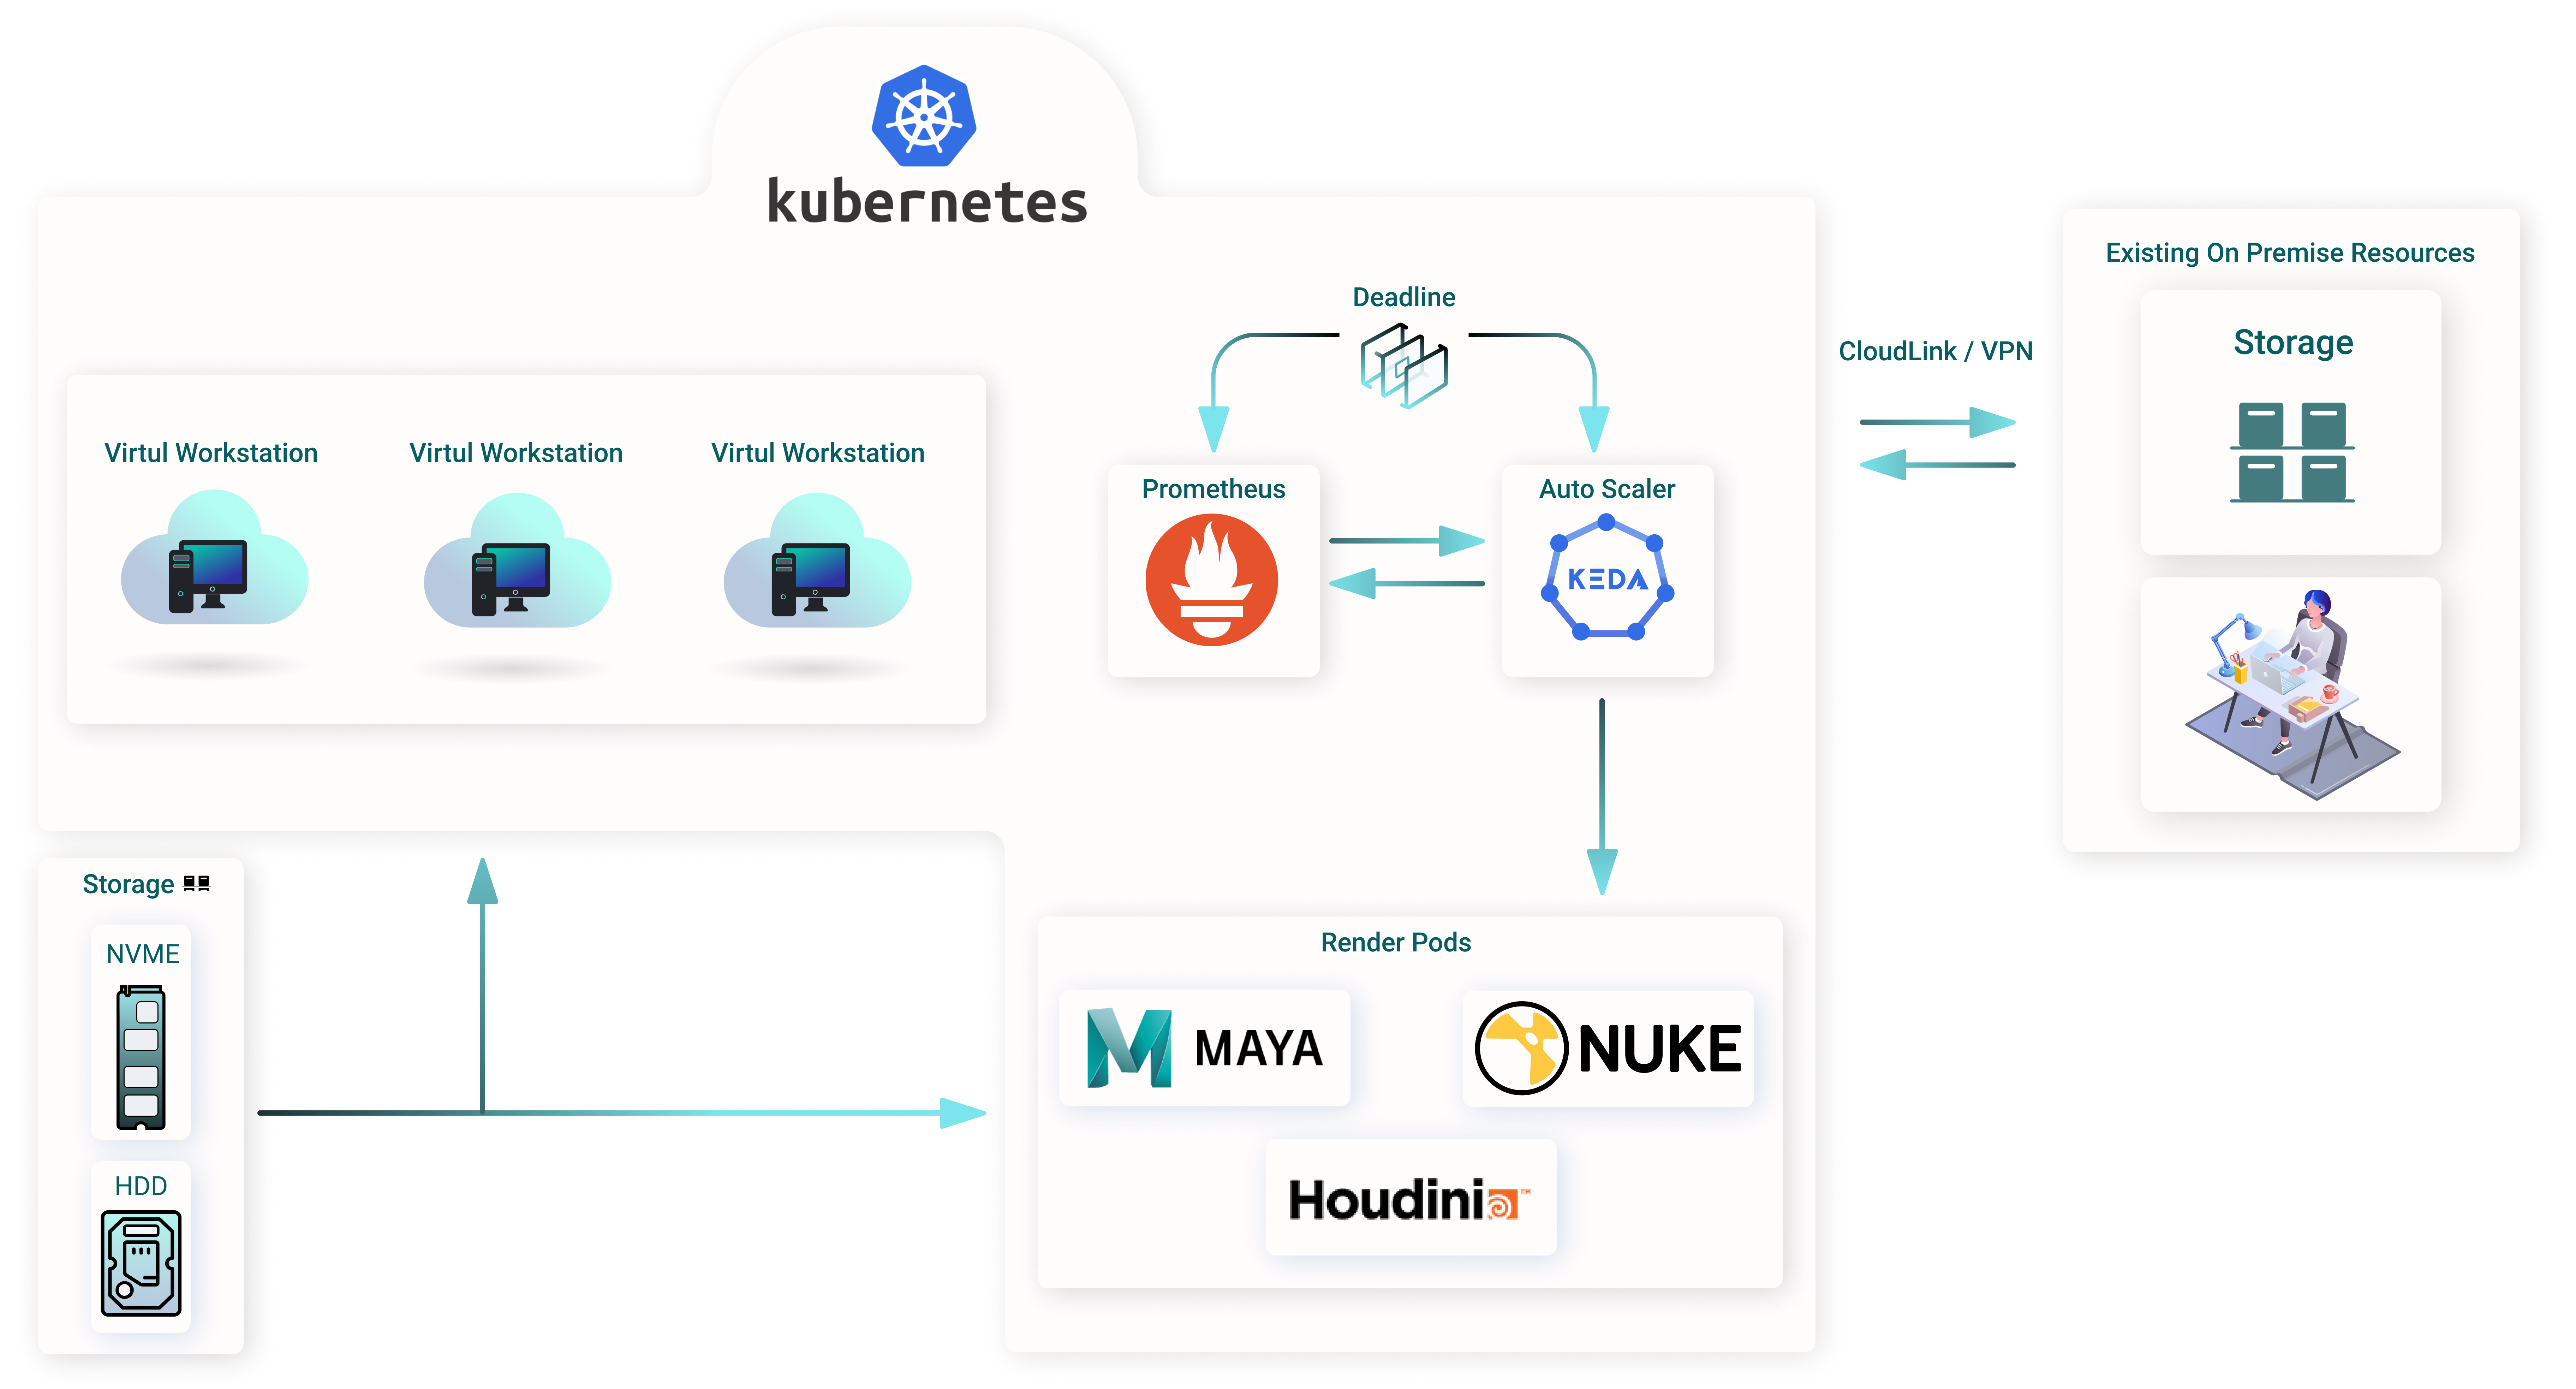 kubernetes
Virtul Workstation
Virtul Workstation
Virtul Workstation
Deadline
Prometheus
Auto Scaler
KEDA
CloudLink / VPN
Existing On Premise Resources
Storage
Storage
NVME
HDD
Render Pods
MAYA
NUKE
Houdini™